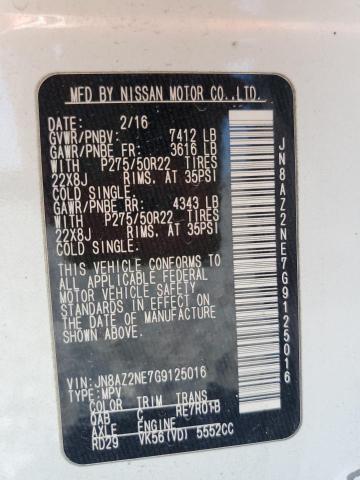 MFD BY NISSAN MOTOR CO.,LTD.
DATE: 2/16
GVWR/PNBV: 7412 LB
GAWR/PNBE FR: 3616 LB
P275/50R22 TIRES
22X8J RIMS, AT 35PSI
COLD SINGLE.
GAWR/PNBE RR: 4343 LB
P275/50R22 TIRES
22X8J RIMS, AT 35PSI
COLD SINGLE.
THIS VEHICLE CONFORMS TO
ALL APPLICABLE FEDERAL
MOTOR VEHICLE SAFETY
STANDARDS IN EFFECT ON THE
DATE OF MANUFACTURE
SHOWN ABOVE.
VIN: JN8AZ2NE7G9125016
TYPE: MPV
COLOR TRIM TRANS
QAB C RE7R01B
AXLE ENGINE
RD29 VK56(VD) 5552CC
JN8AZ2NE7G9125016